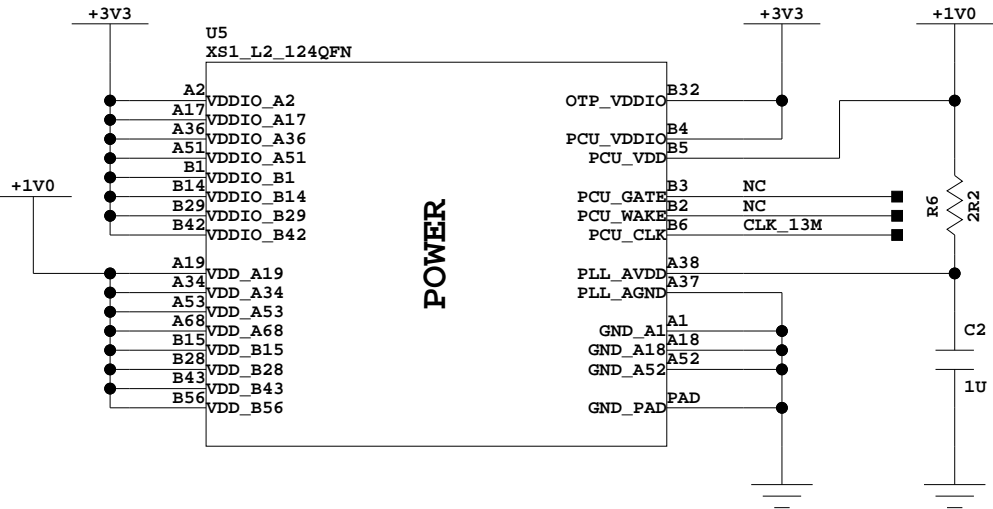 +3V3
+3V3
+1V0
U5
XS1_L2_124QFN
A2 VDDIO_A2
A17 VDDIO_A17
A36 VDDIO_A36
A51 VDDIO_A51
B1 VDDIO_B1
B14 VDDIO_B14
B29 VDDIO_B29
B42 VDDIO_B42
+1V0
A19 VDD_A19
A34 VDD_A34
A53 VDD_A53
A68 VDD_A68
B15 VDD_B15
B28 VDD_B28
B43 VDD_B43
B56 VDD_B56
POWER
OTP_VDDIO B32
PCU_VDDIO B4
PCU_VDD B5
PCU_GATE B3 NC
PCU_WAKE B2 NC
PCU_CLK B6 CLK_13M
PLL_AVDD A38
PLL_AGND A37
GND_A1 A1
GND_A18 A18
GND_A52 A52
GND_PAD PAD
R6
2R2
C2
1U